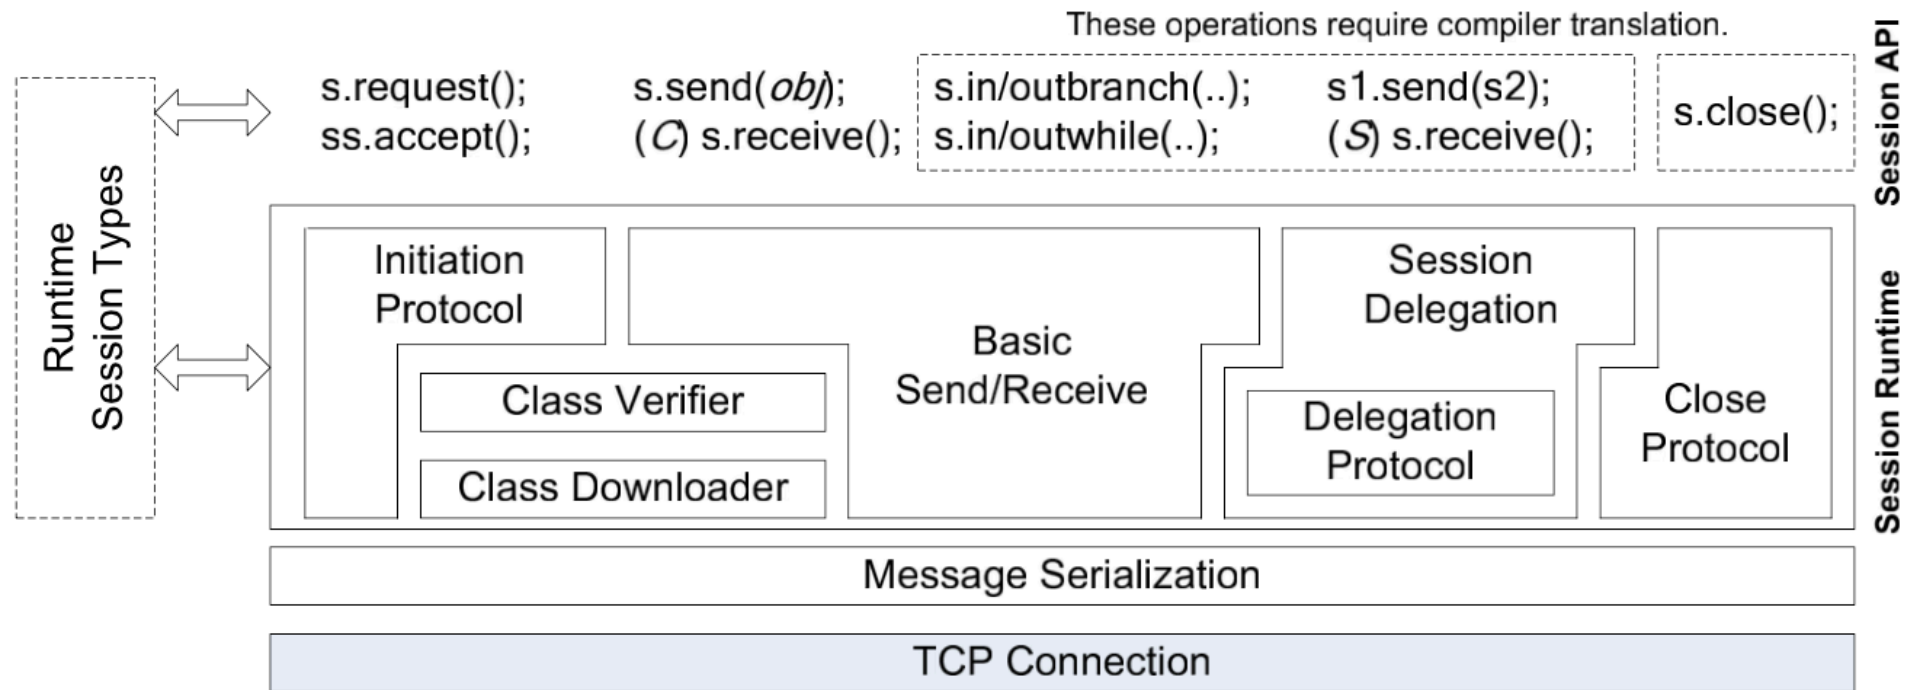 These operations require compiler translation.
s.request();
ss.accept();
s.send(obj);
(C) s.receive();
s.in/outbranch(..);
s.in/outwhile(..);
s1.send(s2);
(S) s.receive();
s.close();
Session API
Runtime
Session Types
Initiation
Protocol
Class Verifier
Class Downloader
Basic
Send/Receive
Session
Delegation
Delegation
Protocol
Close
Protocol
Session Runtime
Message Serialization
TCP Connection